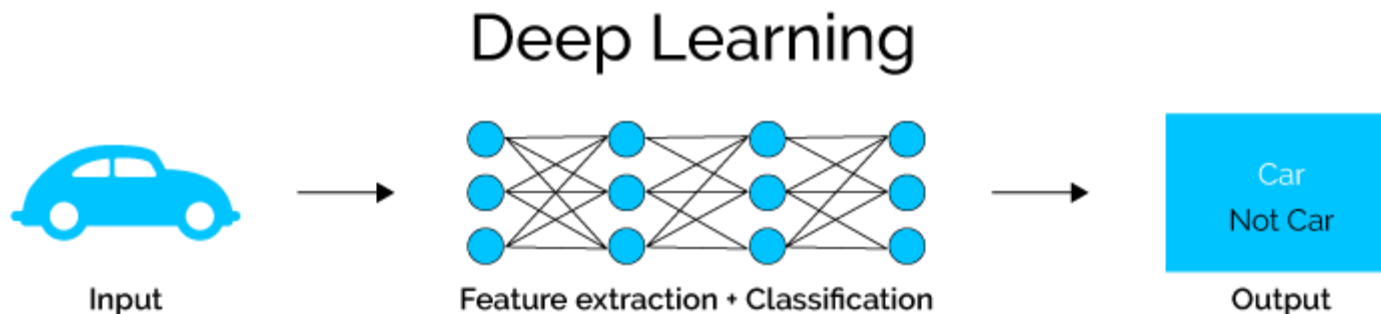 Deep Learning
Car
Not Car
Input
Feature extraction + Classification
Output